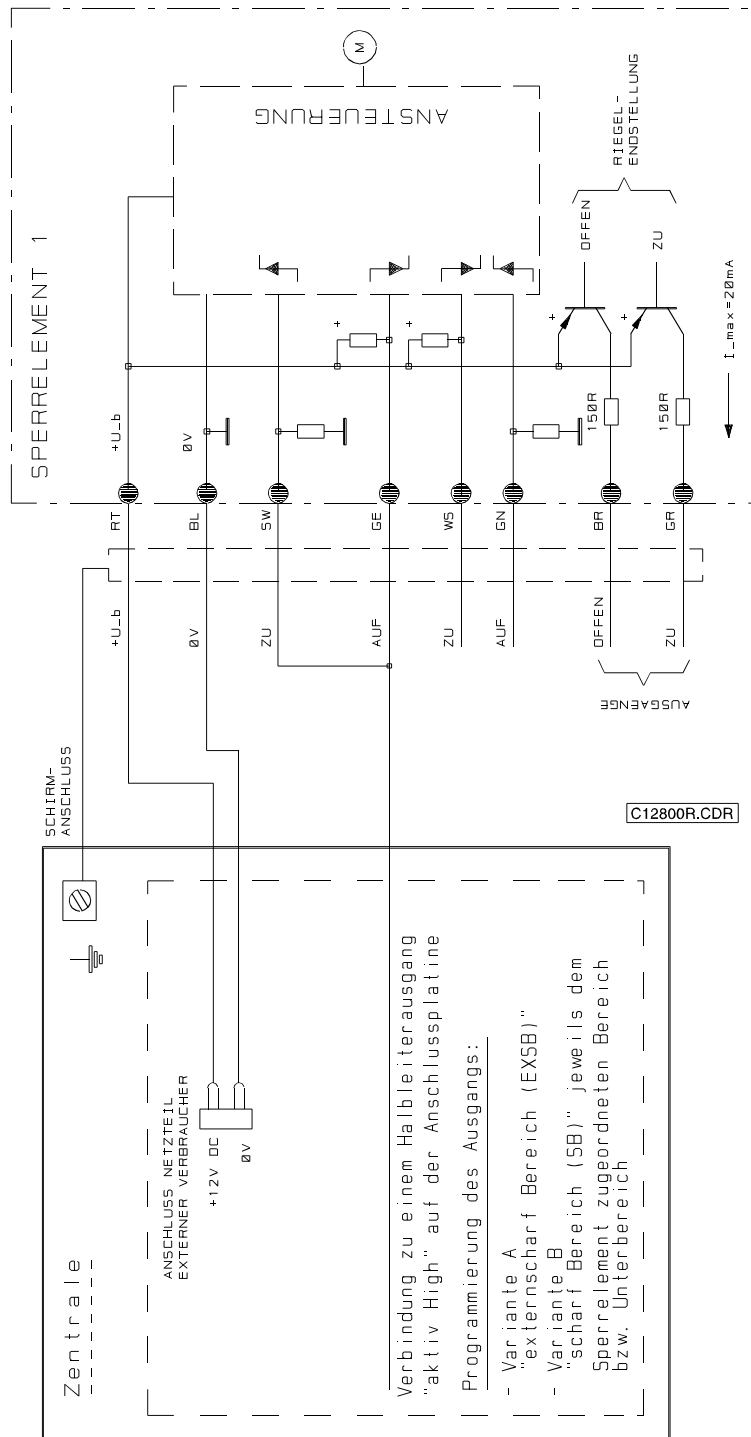 SPERRELEMENT 1
M
ANSTEUERUNG
RIEGEL-
ENDSTELLUNG
OFFEN
ZU
I_max=20mA
+U_b
0V
+
+
+
+
150R
150R
RT
BL
SW
GE
WS
GN
BR
GR
+U_b
0V
ZU
AUF
ZU
AUF
OFFEN
ZU
AUSGAENGE
SCHIRM-
ANSCHLUSS
C12800R.CDR
Zentrale
ANSCHLUSS NETZTEIL
EXTERNER VERBRAUCHER
+12V DC
0V
Verbindung zu einem Halbleiterausgang
"aktiv High" auf der Anschlussplatine
Programmierung des Ausgangs:
- Variante A
"externscharf Bereich (EXSB)"
- Variante B
"scharf Bereich (SB)" jeweils dem
Sperrelement zugeordneten Bereich
bzw. Unterbereich